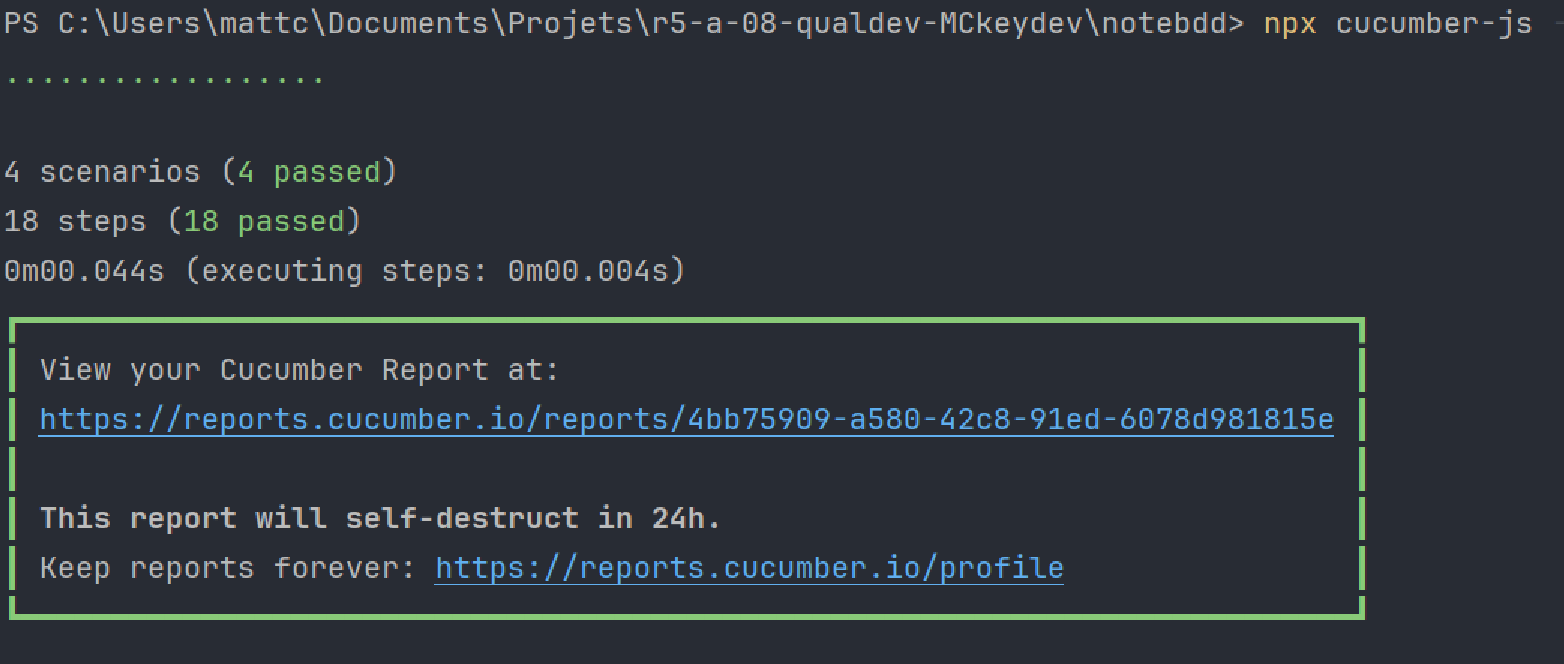 PS C:\Users\mattc\Documents\Projets\r5-a-08-qualdev-MCkeydev\notebdd> npx cucumber-js -
..................
4 scenarios (4 passed)
18 steps (18 passed)
0m00.044s (executing steps: 0m00.004s)
View your Cucumber Report at:
https://reports.cucumber.io/reports/4bb75909-a580-42c8-91ed-6078d981815e
This report will self-destruct in 24h.
Keep reports forever: https://reports.cucumber.io/profile